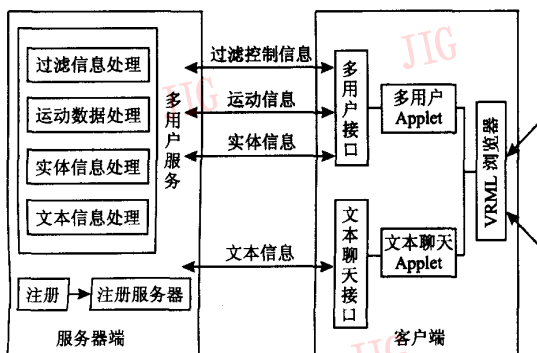 过滤信息处理
运动数据处理
实体信息处理
文本信息处理
多用户服务
注册
注册服务器
服务器端
过滤控制信息
运动信息
实体信息
文本信息
多用户接口
文本聊天接口
多用户
Applet
文本聊天
Applet
VRML 浏览器
客户端
JIG
JIG
JIG